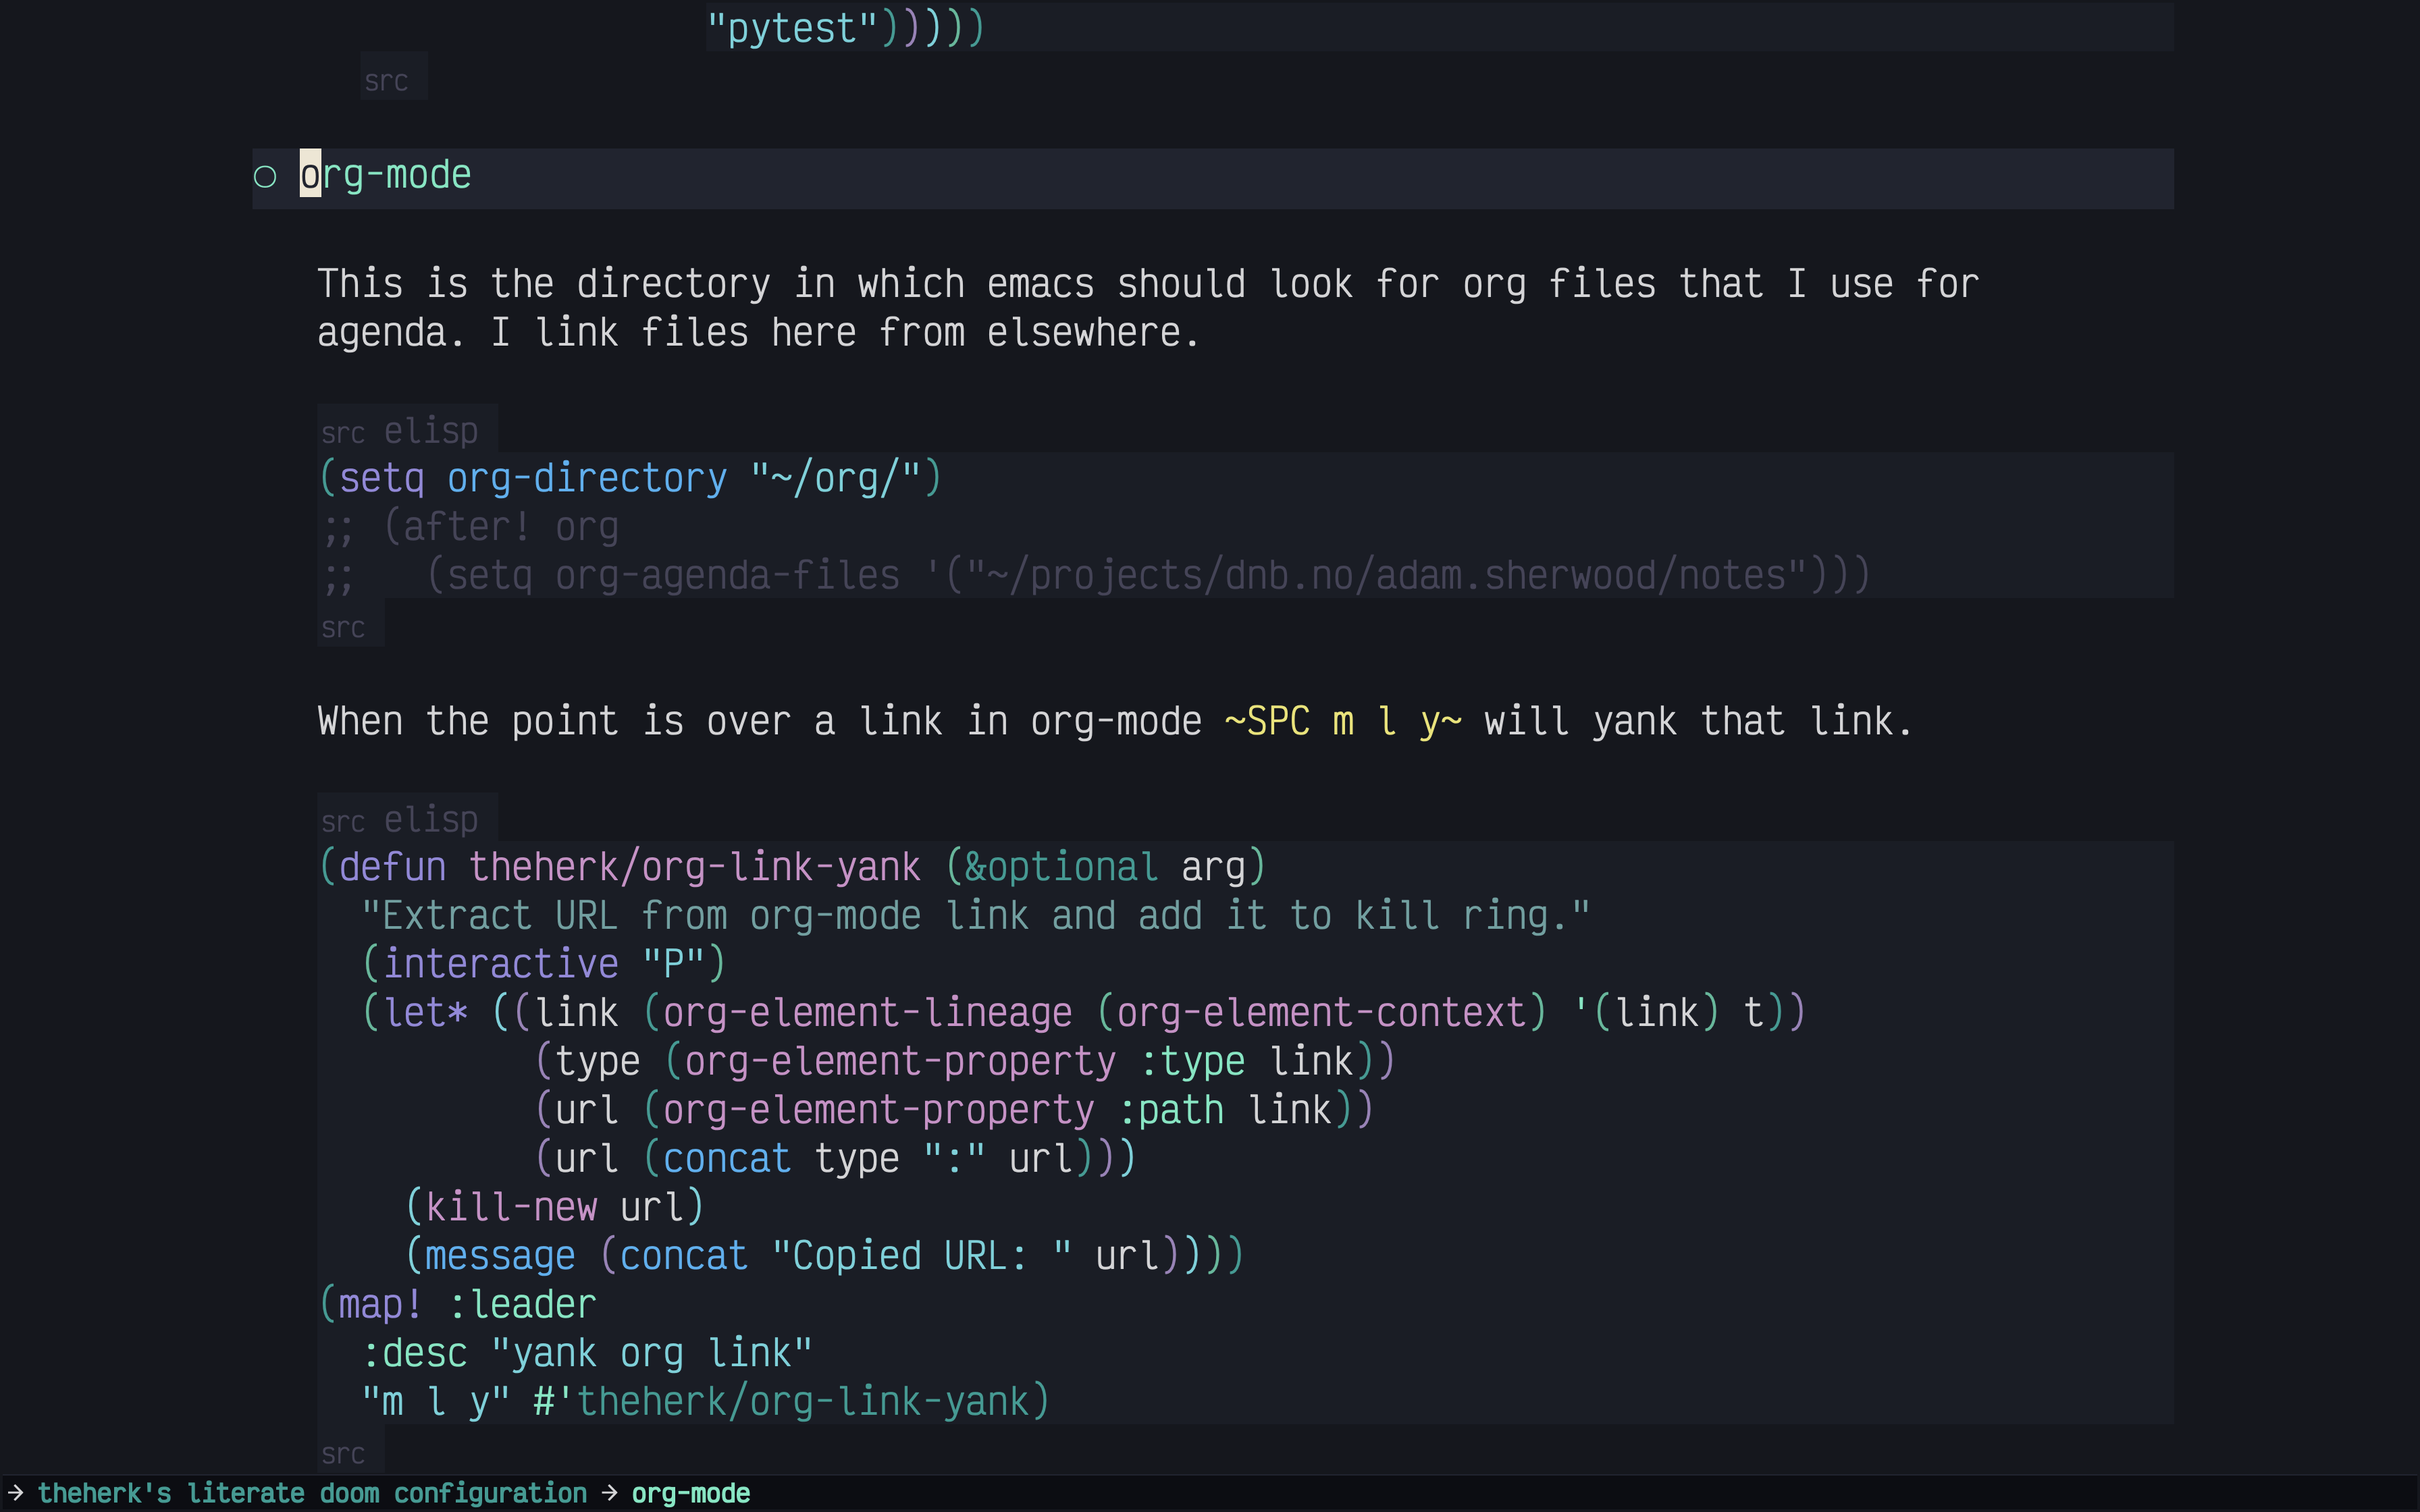 "pytest")))))
src
○ org-mode
This is the directory in which emacs should look for org files that I use for
agenda. I link files here from elsewhere.
src elisp
(setq org-directory "~/org/")
;; (after! org
;;   (setq org-agenda-files '("~/projects/dnb.no/adam.sherwood/notes")))
src
When the point is over a link in org-mode ~SPC m l y~ will yank that link.
src elisp
(defun theherk/org-link-yank (&optional arg)
  "Extract URL from org-mode link and add it to kill ring."
  (interactive "P")
  (let* ((link (org-element-lineage (org-element-context) '(link) t))
          (type (org-element-property :type link))
          (url (org-element-property :path link))
          (url (concat type ":" url)))
    (kill-new url)
    (message (concat "Copied URL: " url))))
(map! :leader
  :desc "yank org link"
  "m l y" #'theherk/org-link-yank)
src
→ theherk's literate doom configuration → org-mode